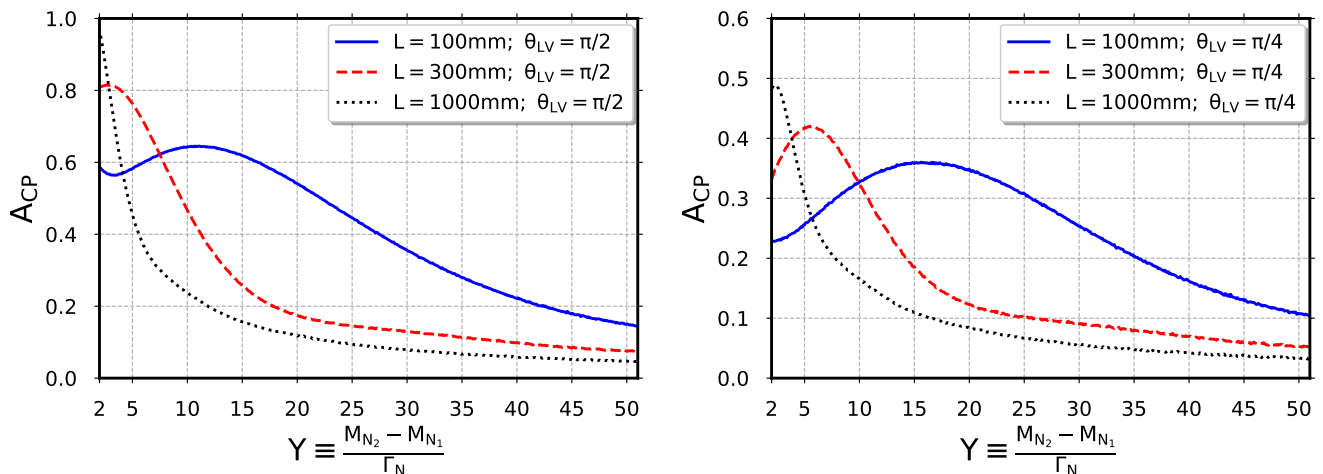 1.0
0.8
0.6
0.4
0.2
0.0
A_CP
L = 100mm; θ_LV = π/2
L = 300mm; θ_LV = π/2
L = 1000mm; θ_LV = π/2
2 5 10 15 20 25 30 35 40 45 50
Y ≡ (M_N₂ − M_N₁) / Γ_N
0.6
0.5
0.4
0.3
0.2
0.1
0.0
A_CP
L = 100mm; θ_LV = π/4
L = 300mm; θ_LV = π/4
L = 1000mm; θ_LV = π/4
2 5 10 15 20 25 30 35 40 45 50
Y ≡ (M_N₂ − M_N₁) / Γ_N